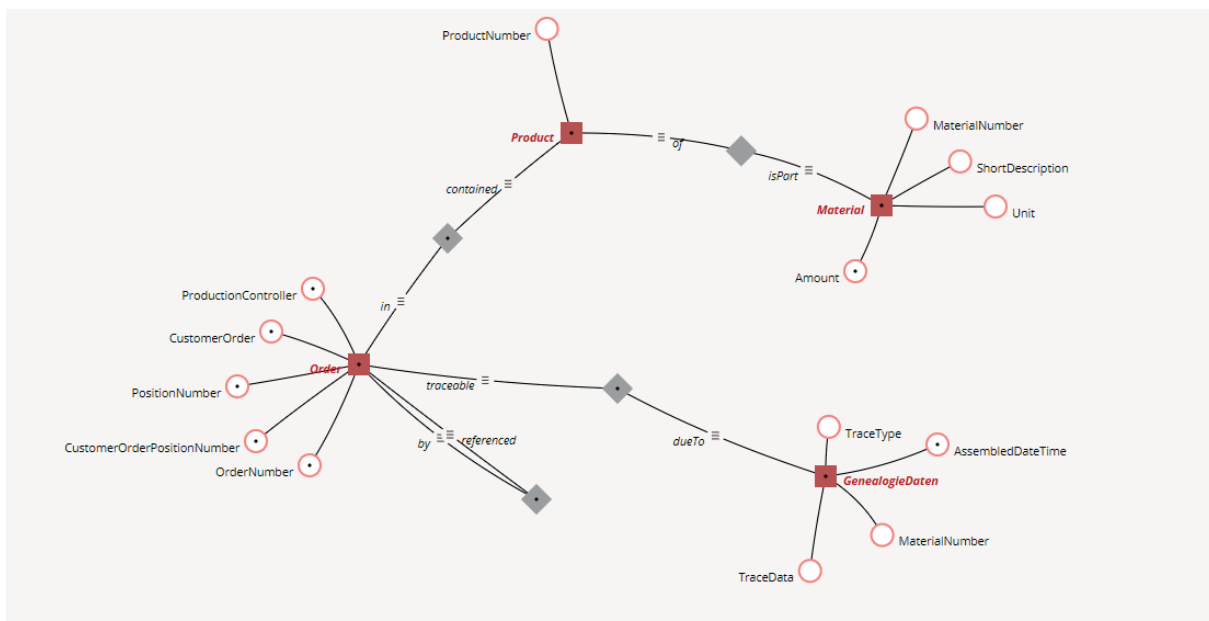 ProductNumber
Product
of
isPart
MaterialNumber
ShortDescription
Unit
Material
Amount
contained
in
ProductionController
CustomerOrder
Order
PositionNumber
CustomerOrderPositionNumber
OrderNumber
traceable
by
referenced
dueTo
TraceType
AssembledDateTime
GenealogieDaten
MaterialNumber
TraceData